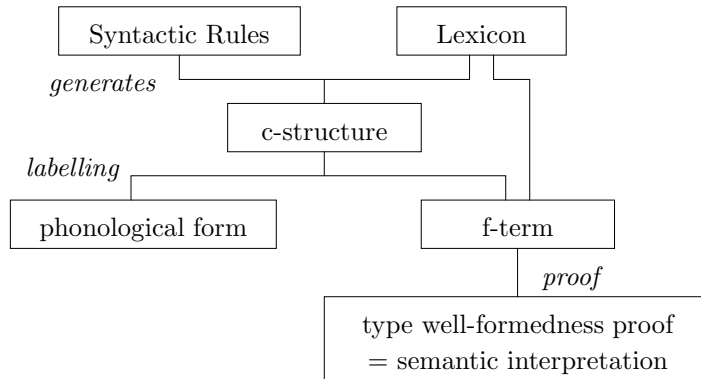 Syntactic Rules
Lexicon
generates
c-structure
labelling
phonological form
f-term
proof
type well-formedness proof
= semantic interpretation